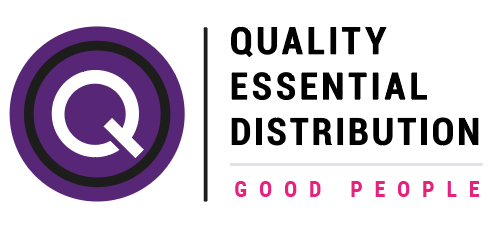 Q
QUALITY
ESSENTIAL
DISTRIBUTION
GOOD PEOPLE